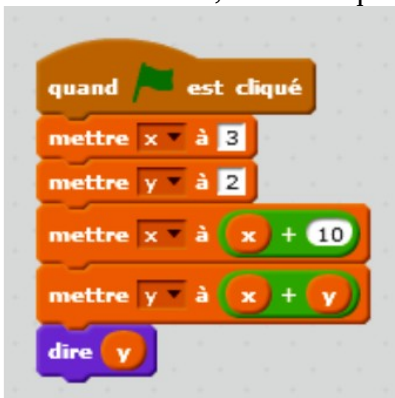 quand est cliqué
mettre x à 3
mettre y à 2
mettre x à x + 10
mettre y à x + y
dire y